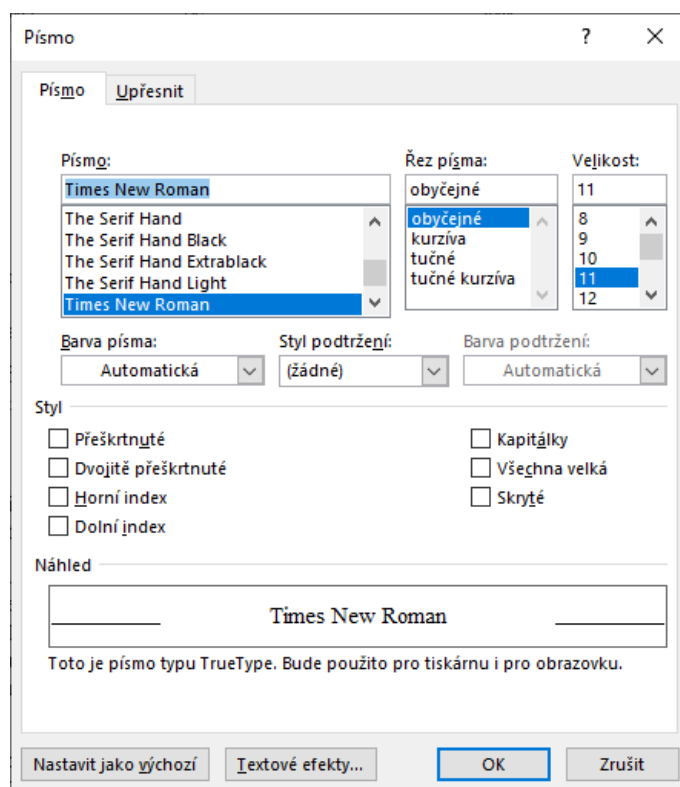 Písmo ? ×
Písmo Upřesnit
Písmo: Řez písma: Velikost:
Times New Roman obyčejné 11
The Serif Hand obyčejné 8
The Serif Hand Black kurzíva 9
The Serif Hand Extrablack tučné 10
The Serif Hand Light tučné kurzíva 11
Times New Roman 12
Barva písma: Styl podtržení: Barva podtržení:
Automatická (žádné) Automatická
Styl
Přeškrtnuté Kapitálky
Dvojitě přeškrtnuté Všechna velká
Horní index Skryté
Dolní index
Náhled
Times New Roman
Toto je písmo typu TrueType. Bude použito pro tiskárnu i pro obrazovku.
Nastavit jako výchozí Textové efekty... OK Zrušit